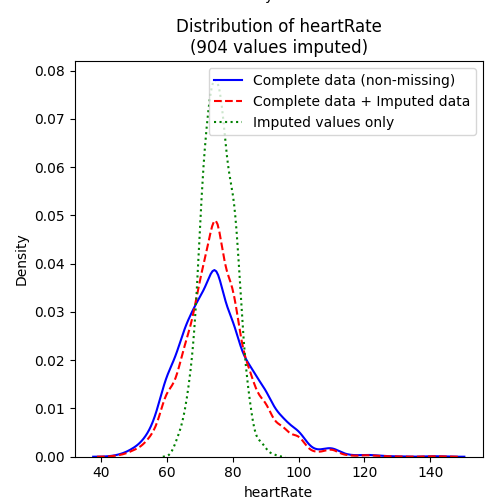 Distribution of heartRate
(904 values imputed)
Complete data (non-missing)
Complete data + Imputed data
Imputed values only
0.08
0.07
0.06
0.05
0.04
0.03
0.02
0.01
0.00
Density
40 60 80 100 120 140
heartRate